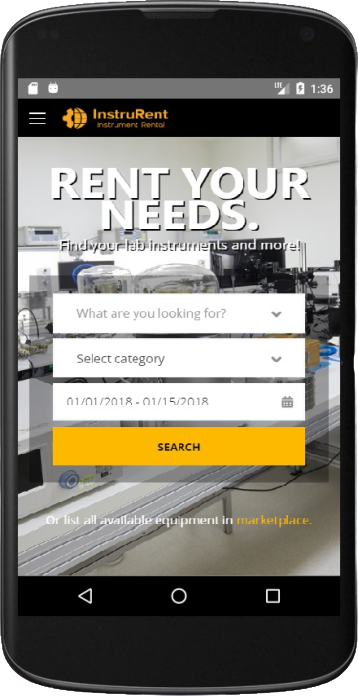 LTE 1:36
InstruRent
Instrument Rental
RENT YOUR
NEEDS.
Find your lab instruments and more!
What are you looking for?
Select category
01/01/2018 - 01/15/2018
SEARCH
Or list all available equipment in marketplace.